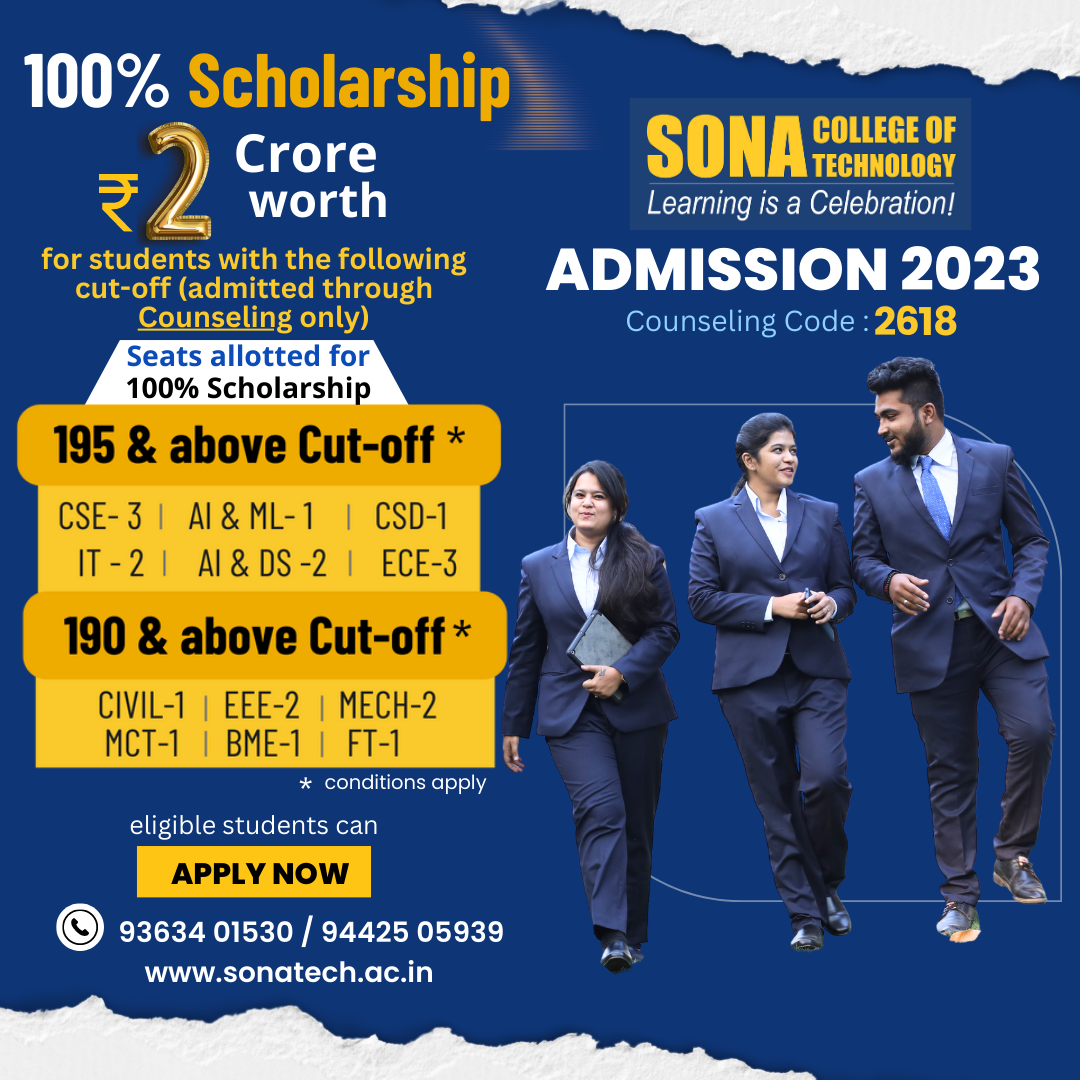 100% Scholarship
₹2 Crore
worth
for students with the following
cut-off (admitted through
Counseling only)
Seats allotted for
100% Scholarship
195 & above Cut-off *
CSE- 3 | AI & ML- 1 | CSD-1
IT - 2 | AI & DS -2 | ECE-3
190 & above Cut-off *
CIVIL-1 | EEE-2 | MECH-2
MCT-1 | BME-1 | FT-1
* conditions apply
eligible students can
APPLY NOW
93634 01530 / 94425 05939
www.sonatech.ac.in
SONA COLLEGE OF
TECHNOLOGY
Learning is a Celebration!
ADMISSION 2023
Counseling Code : 2618